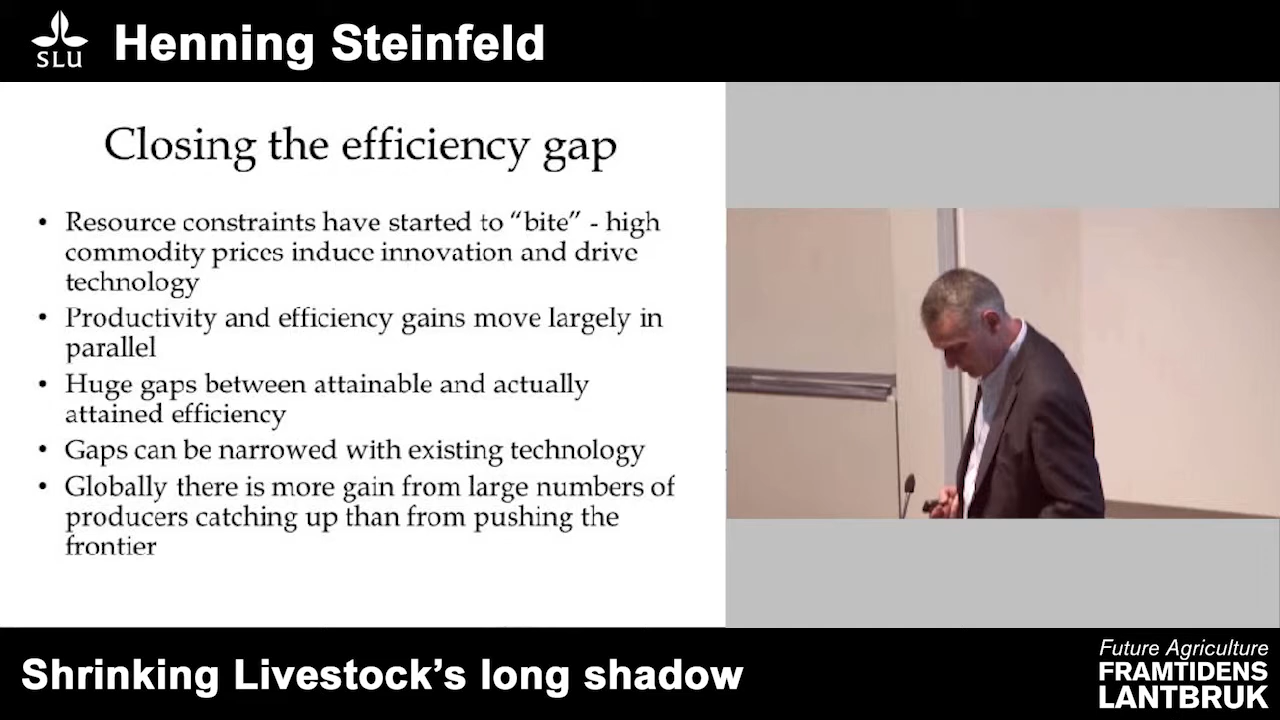 SLU
Henning Steinfeld
Closing the efficiency gap
• Resource constraints have started to “bite” - high
commodity prices induce innovation and drive
technology
• Productivity and efficiency gains move largely in
parallel
• Huge gaps between attainable and actually
attained efficiency
• Gaps can be narrowed with existing technology
• Globally there is more gain from large numbers of
producers catching up than from pushing the
frontier
Shrinking Livestock’s long shadow
Future Agriculture
FRAMTIDENS
LANTBRUK